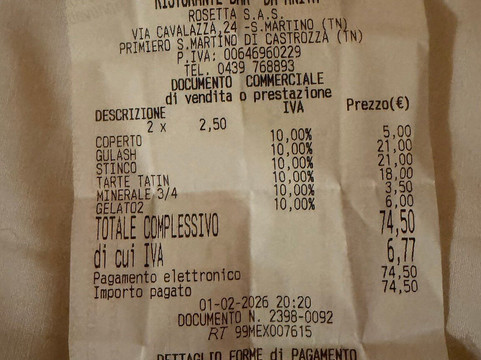 RISTORANTE BAR "DA ANITA"
ROSETTA S.A.S.
VIA CAVALAZZA,24 -S.MARTINO (TN)
PRIMIERO S.MARTINO DI CASTROZZA (TN)
P.IVA: 00646960229
TEL. 0439 768893
DOCUMENTO COMMERCIALE
di vendita o prestazione
DESCRIZIONE IVA Prezzo(€)
2 x 2,50
COPERTO 10,00% 5,00
GULASH 10,00% 21,00
STINCO 10,00% 21,00
TARTE TATIN 10,00% 18,00
MINERALE 3/4 10,00% 3,50
GELATO2 10,00% 6,00
TOTALE COMPLESSIVO 74,50
di cui IVA 6,77
Pagamento elettronico 74,50
Importo pagato 74,50
01-02-2026 20:20
DOCUMENTO N. 2398-0092
RT 99MEX007615
DETTAGLIO FORME di PAGAMENTO